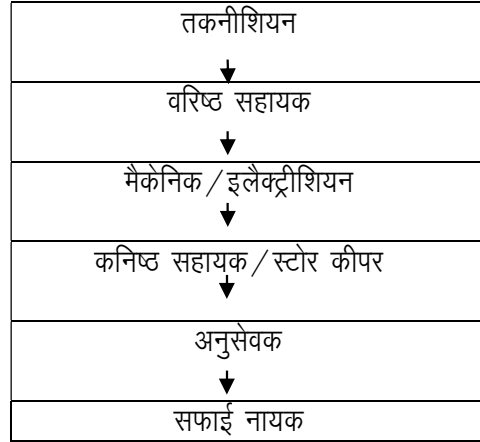 तकनीशियन
वरिष्ठ सहायक
मैकेनिक / इलैक्ट्रीशियन
कनिष्ठ सहायक / स्टोर कीपर
अनुसेवक
सफाई नायक